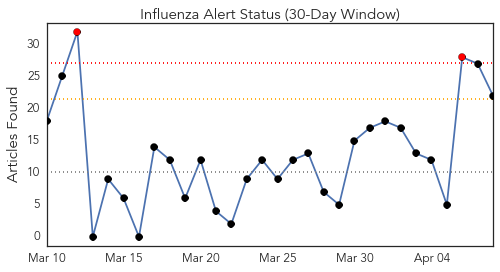 Influenza Alert Status (30-Day Window)
Articles Found
30
25
20
15
10
5
0
Mar 10 Mar 15 Mar 20 Mar 25 Mar 30 Apr 04